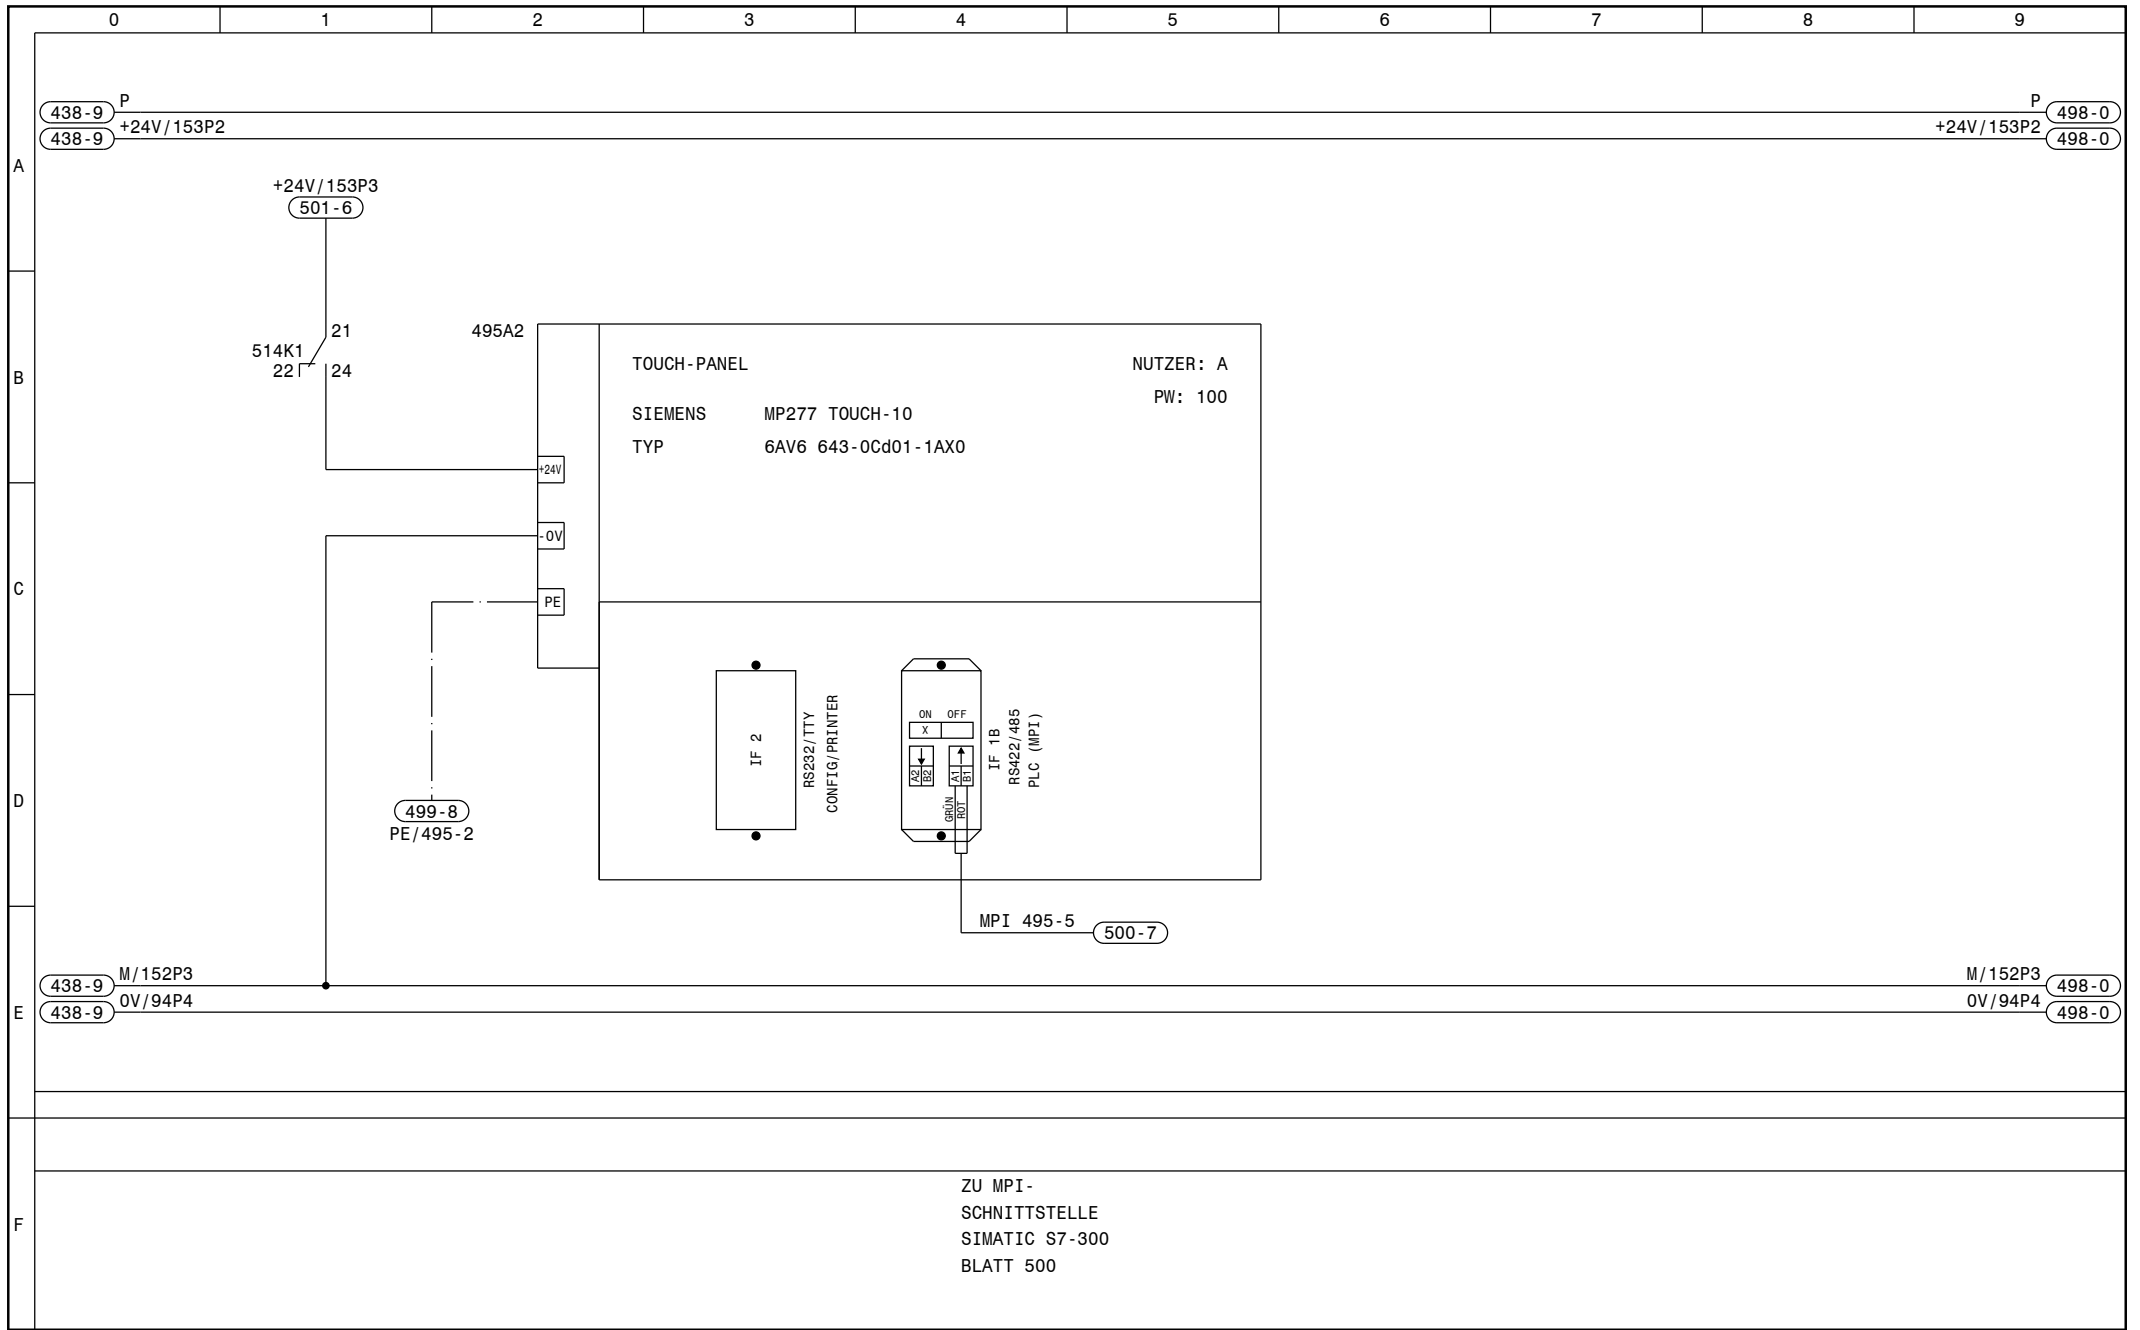 0 1 2 3 4 5 6 7 8 9
P P
438-9 498-0
+24V/153P2 +24V/153P2
438-9 498-0
A
+24V/153P3
501-6
21
495A2
514K1
22 24
B
TOUCH-PANEL NUTZER: A
PW: 100
SIEMENS MP277 TOUCH-10
TYP 6AV6 643-0Cd01-1AX0
+24V
-0V
C
PE
IF 2
RS232/TTY
CONFIG/PRINTER
ON OFF
X
A2 B2 A1 B1
GRÜN ROT
IF 1B
RS422/485
PLC (MPI)
D
499-8
PE/495-2
MPI 495-5 500-7
M/152P3 M/152P3
438-9 498-0
0V/94P4 0V/94P4
E 438-9 498-0
ZU MPI-
SCHNITTSTELLE
F
SIMATIC S7-300
BLATT 500